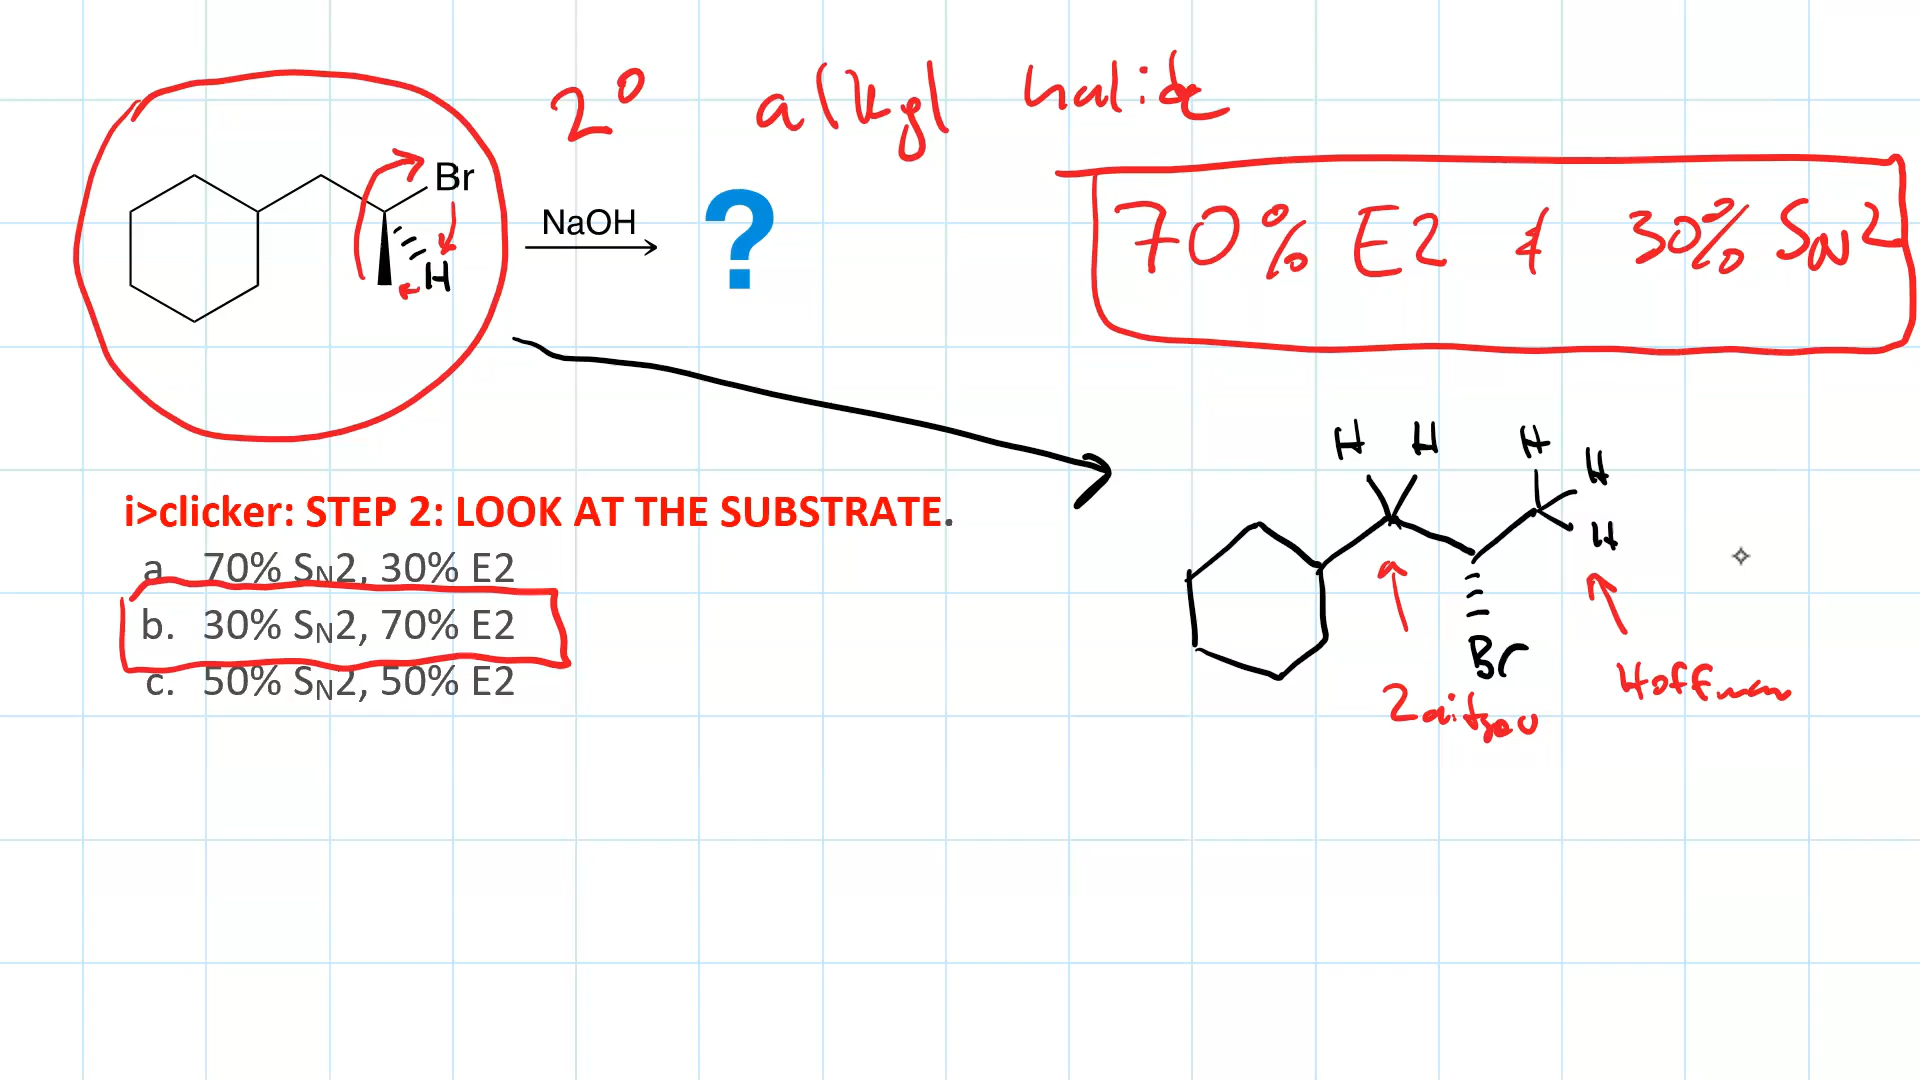 2° alkyl halide
Br
NaOH
?
H
70% E2 & 30% SN2
H H H H
H
i>clicker: STEP 2: LOOK AT THE SUBSTRATE.
a. 70% SN2, 30% E2
b. 30% SN2, 70% E2
c. 50% SN2, 50% E2
Br
Zaitsev
Hoffman